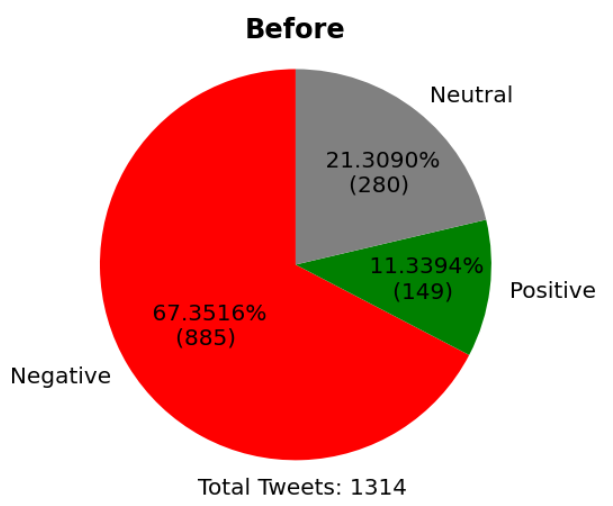 Before
Neutral
21.3090%
(280)
11.3394%
(149)
Positive
67.3516%
(885)
Negative
Total Tweets: 1314